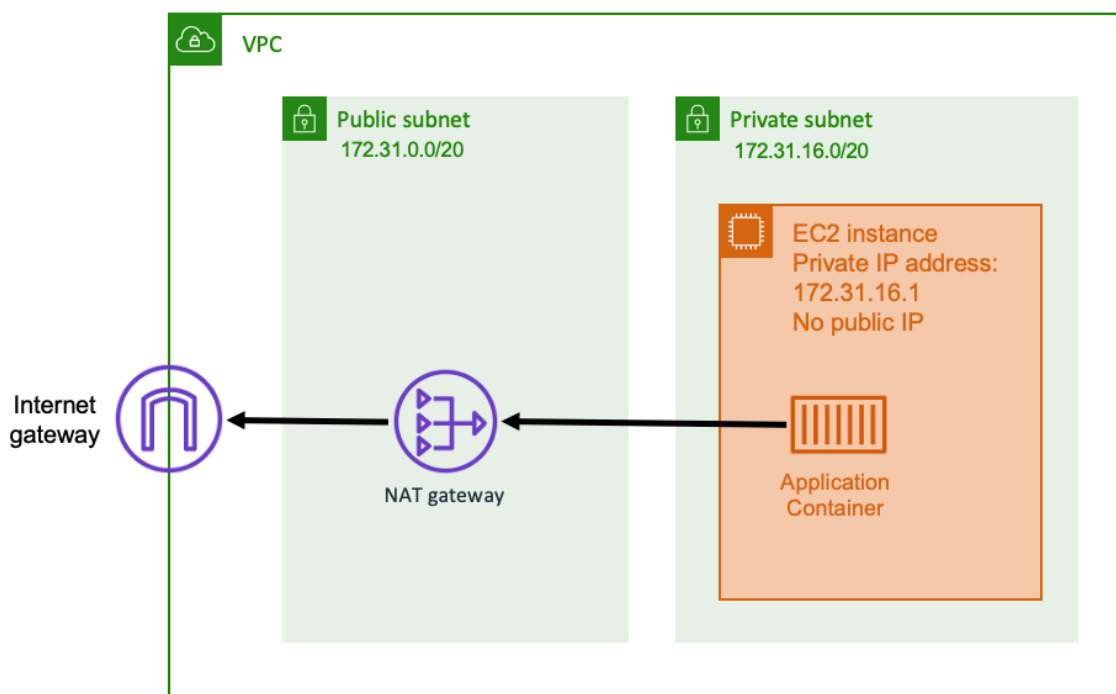 VPC
Public subnet
172.31.0.0/20
Private subnet
172.31.16.0/20
EC2 instance
Private IP address:
172.31.16.1
No public IP
Internet
gateway
NAT gateway
Application
Container